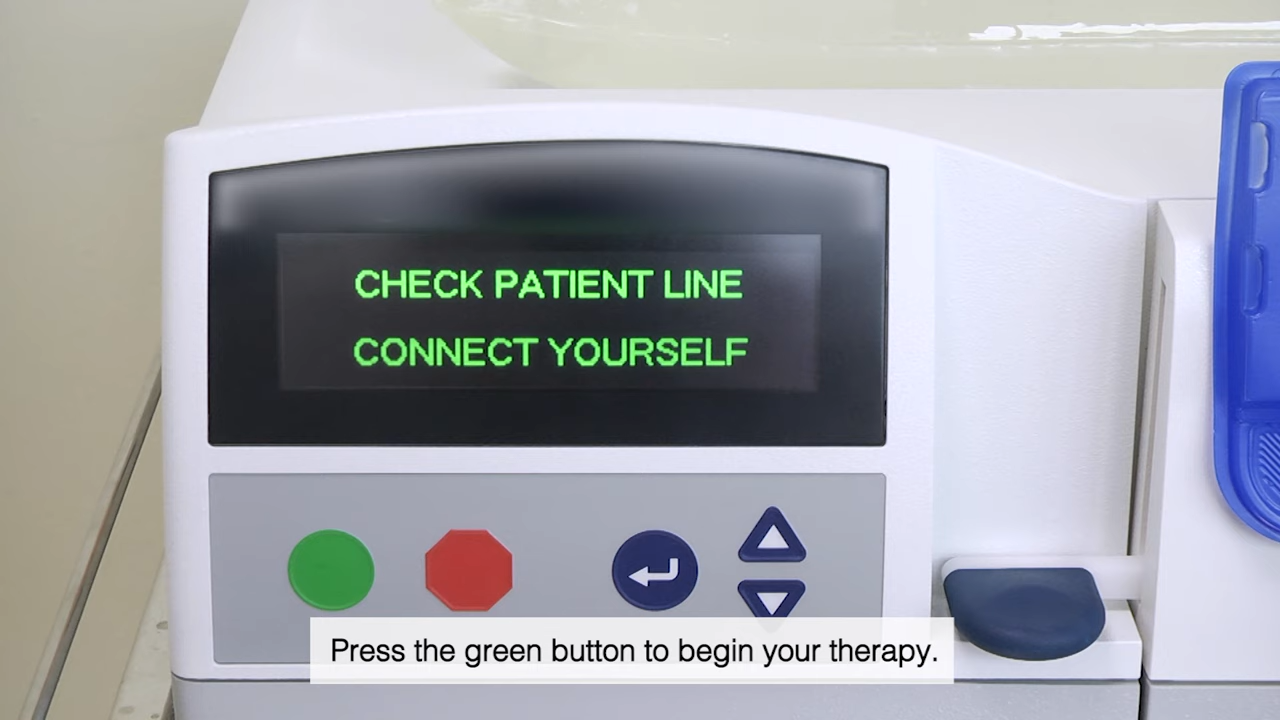 CHECK PATIENT LINE
CONNECT YOURSELF
Press the green button to begin your therapy.